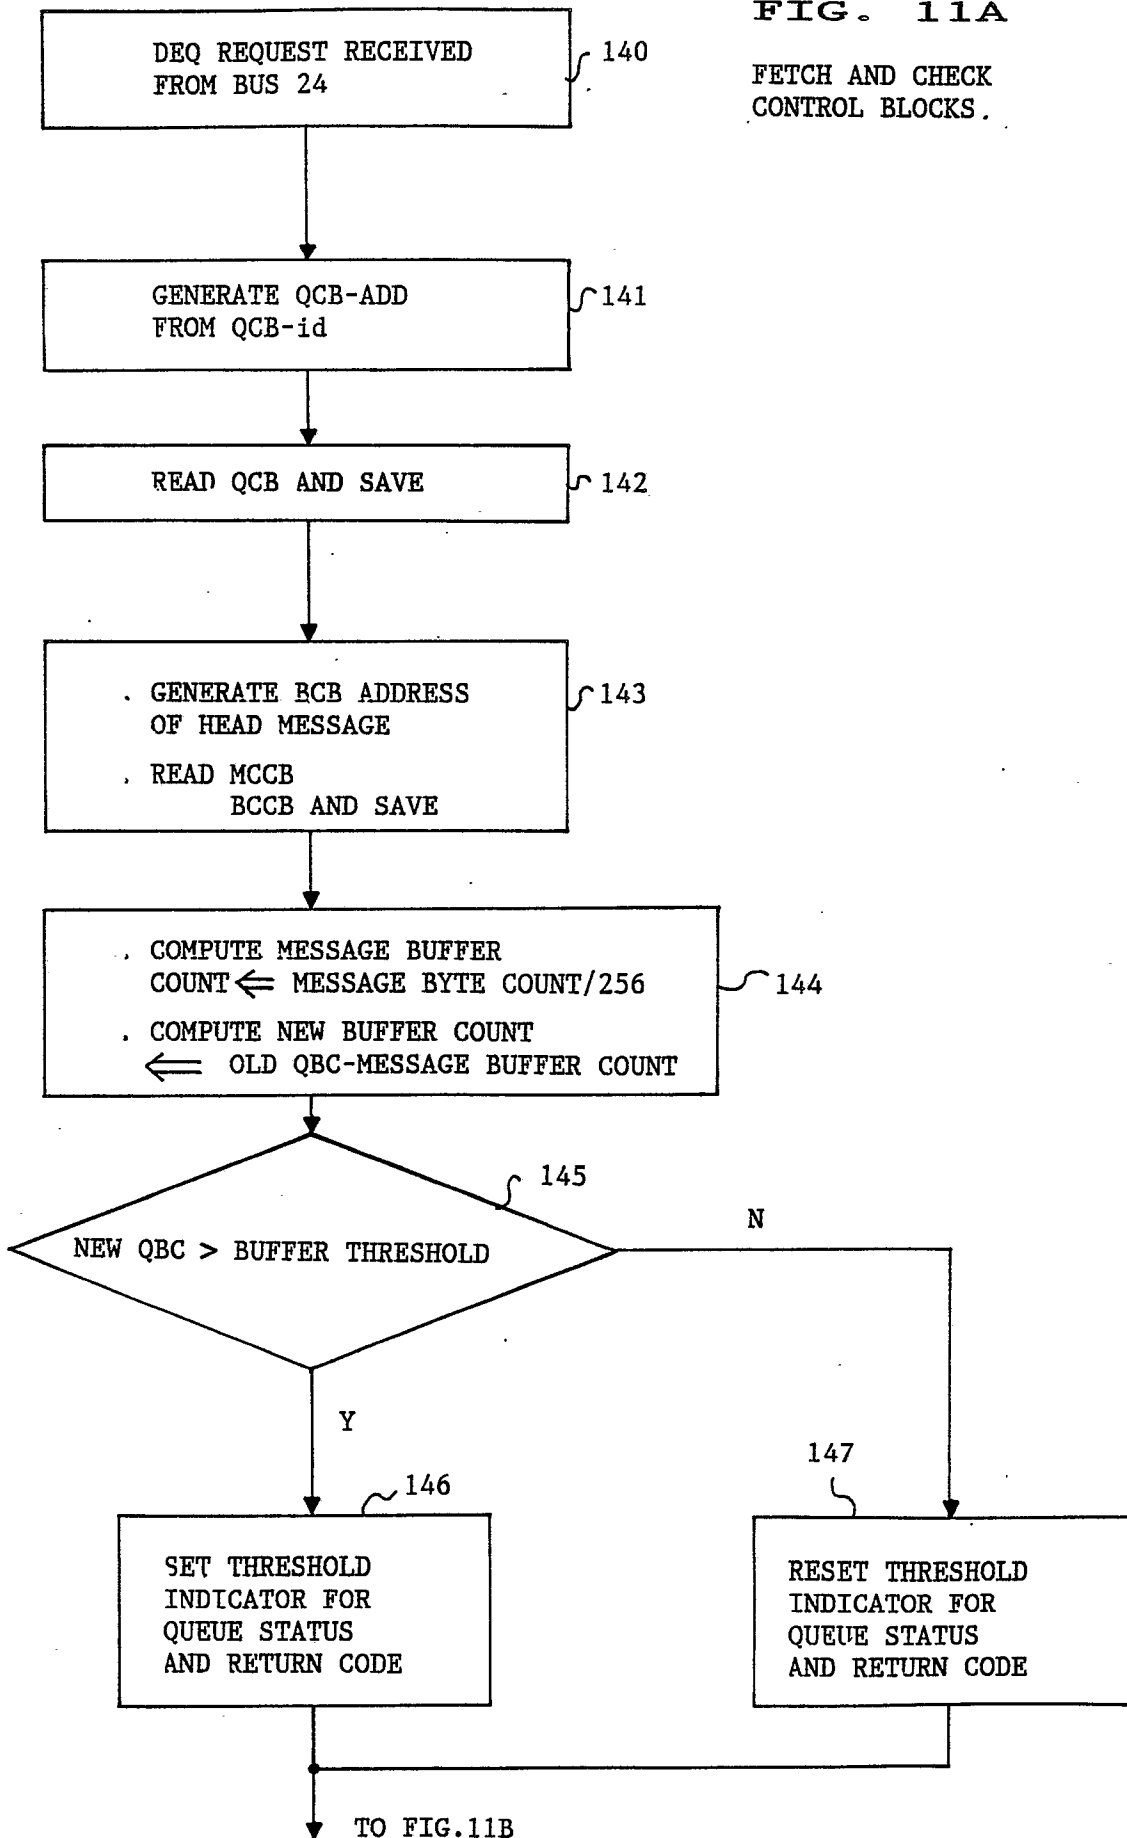 FIG. 11A
FETCH AND CHECK
CONTROL BLOCKS.
DEQ REQUEST RECEIVED
FROM BUS 24
140
GENERATE QCB-ADD
FROM QCB-id
141
READ QCB AND SAVE
142
. GENERATE BCB ADDRESS
OF HEAD MESSAGE
. READ MCCB
BCCB AND SAVE
143
. COMPUTE MESSAGE BUFFER
COUNT ⇐ MESSAGE BYTE COUNT/256
. COMPUTE NEW BUFFER COUNT
⇐ OLD QBC-MESSAGE BUFFER COUNT
144
145
NEW QBC > BUFFER THRESHOLD
N
Y
146
SET THRESHOLD
INDICATOR FOR
QUEUE STATUS
AND RETURN CODE
147
RESET THRESHOLD
INDICATOR FOR
QUEUE STATUS
AND RETURN CODE
TO FIG.11B